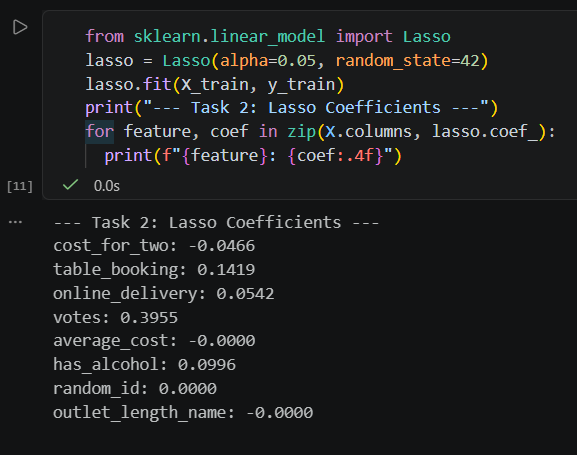 from sklearn.linear_model import Lasso
lasso = Lasso(alpha=0.05, random_state=42)
lasso.fit(X_train, y_train)
print("--- Task 2: Lasso Coefficients ---")
for feature, coef in zip(X.columns, lasso.coef_):
  print(f"{feature}: {coef:.4f}")
[11] 0.0s
--- Task 2: Lasso Coefficients ---
cost_for_two: -0.0466
table_booking: 0.1419
online_delivery: 0.0542
votes: 0.3955
average_cost: -0.0000
has_alcohol: 0.0996
random_id: 0.0000
outlet_length_name: -0.0000